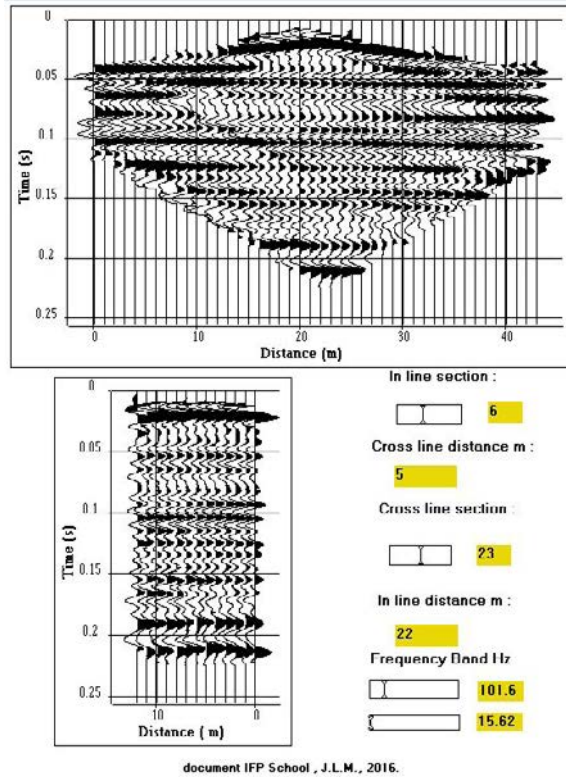 0
0.05
0.1
0.15
0.2
0.25
Time (s)
0 10 20 30 40
Distance (m)
0
0.05
0.1
0.15
0.2
0.25
Time (s)
10 0
Distance ( m)
In line section :
6
Cross line distance m :
5
Cross line section :
23
In line distance m :
22
Frequency Band Hz
101.6
15.62
document IFP School , J.L.M., 2016.